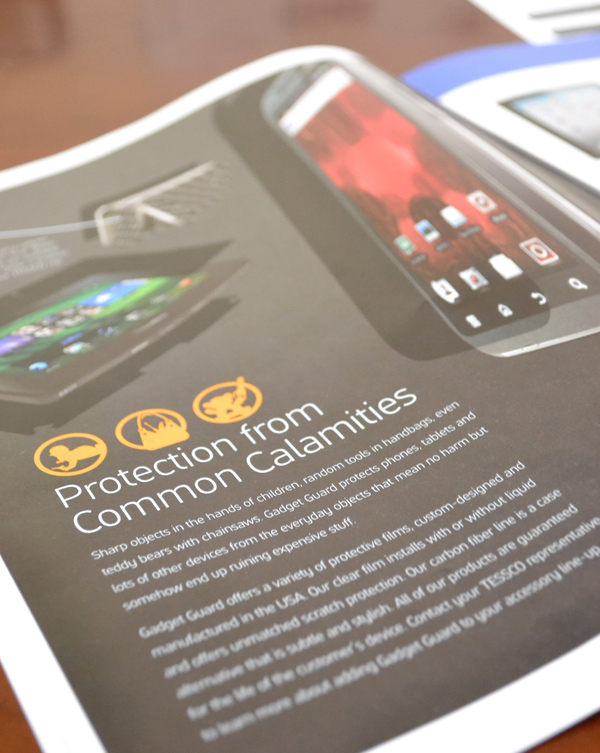 Protection from
Common Calamities
Sharp objects in the hands of children, random tools in handbags, even
teddy bears with chainsaws. Gadget Guard protects phones, tablets and
lots of other devices from the everyday objects that mean no harm but
somehow end up ruining expensive stuff.
Gadget Guard offers a variety of protective films, custom-designed and
manufactured in the USA. Our clear film installs with or without liquid
and offers unmatched scratch protection. Our carbon fiber line is a case
alternative that is subtle and stylish. All of our products are guaranteed
for the life of the customer's device. Contact your TESSCO representative
to learn more about adding Gadget Guard to your accessory line-up